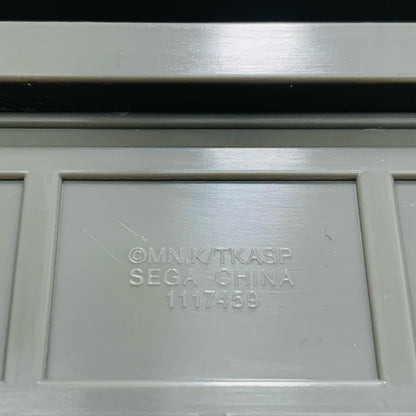 ©MN.K/TKASP
SEGA CHINA
1117459